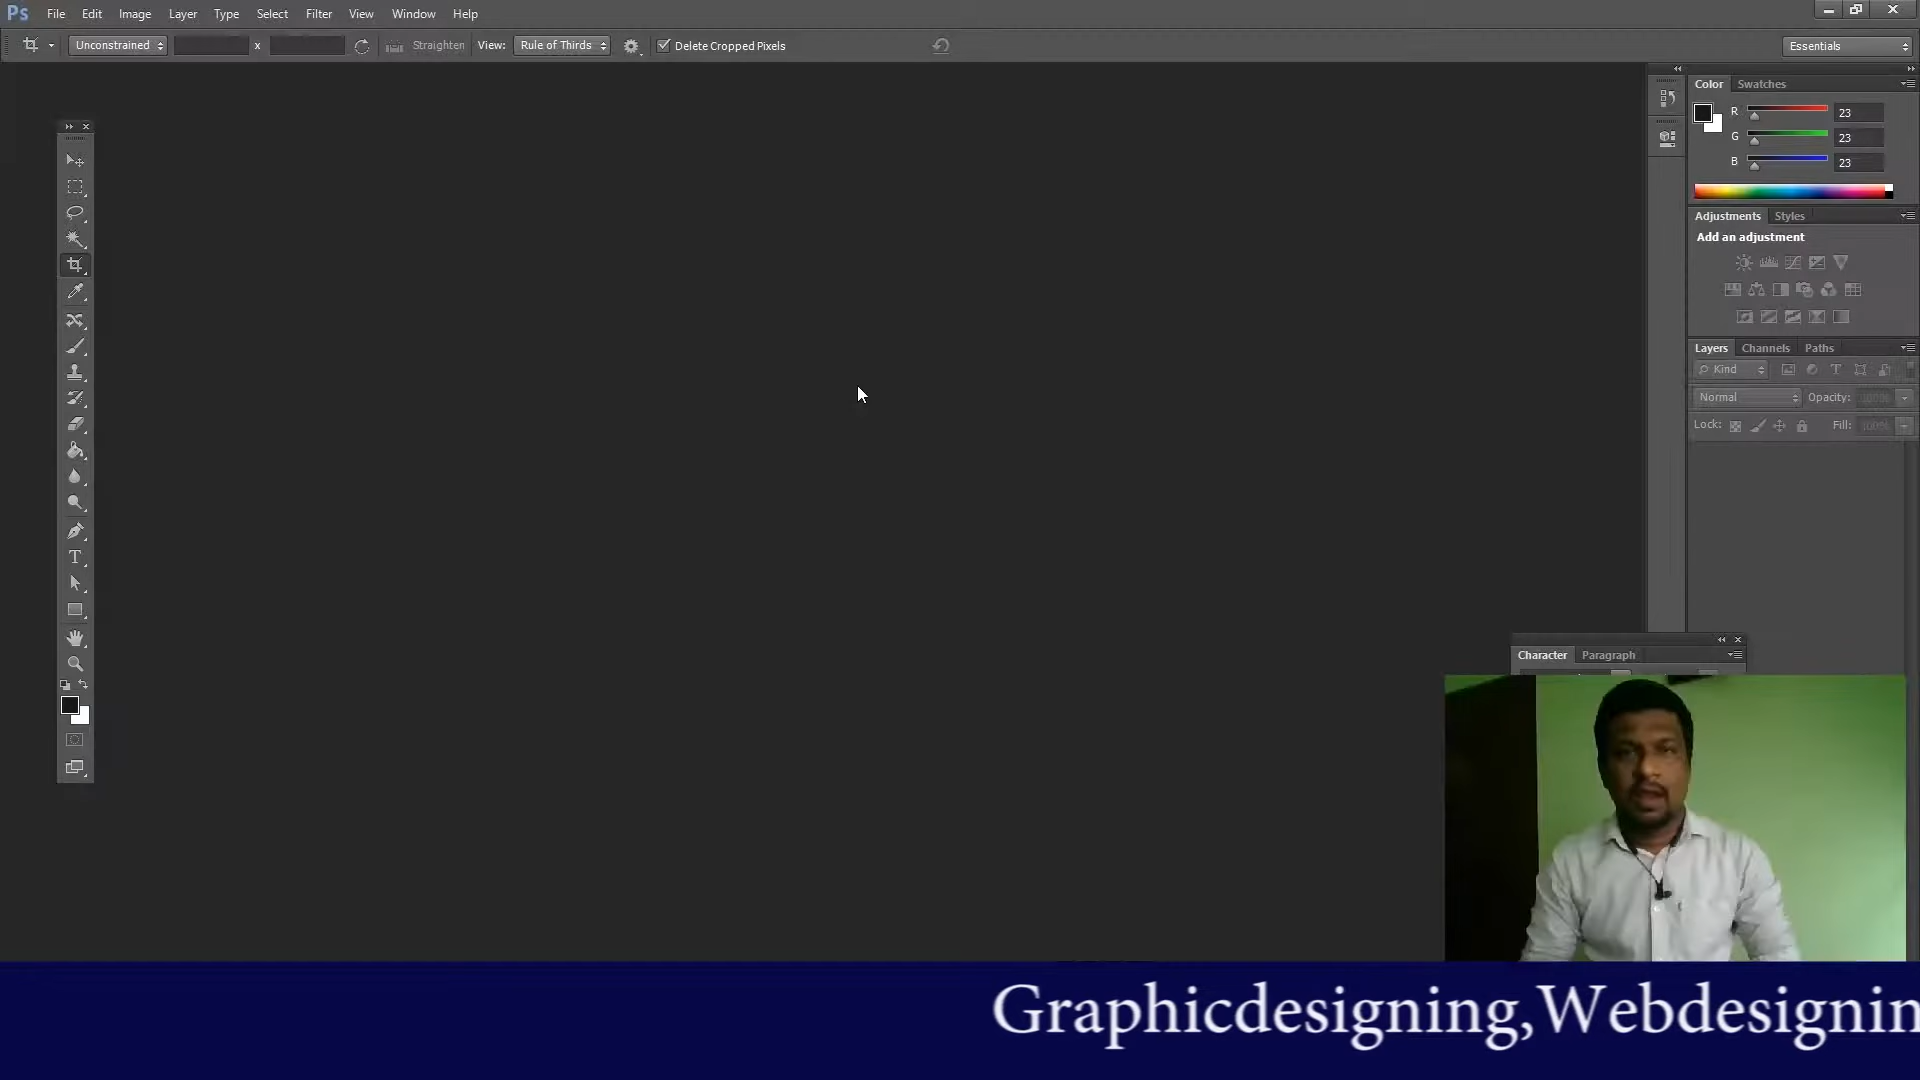 Ps File Edit Image Layer Type Select Filter View Window Help
Unconstrained x Straighten View: Rule of Thirds Delete Cropped Pixels Essentials
Color Swatches
R 23
G 23
B 23
Adjustments Styles
Add an adjustment
Layers Channels Paths
Kind T
Normal Opacity: 100%
Lock: Fill: 100%
T
Character Paragraph
Graphicdesigning,Webdesignin